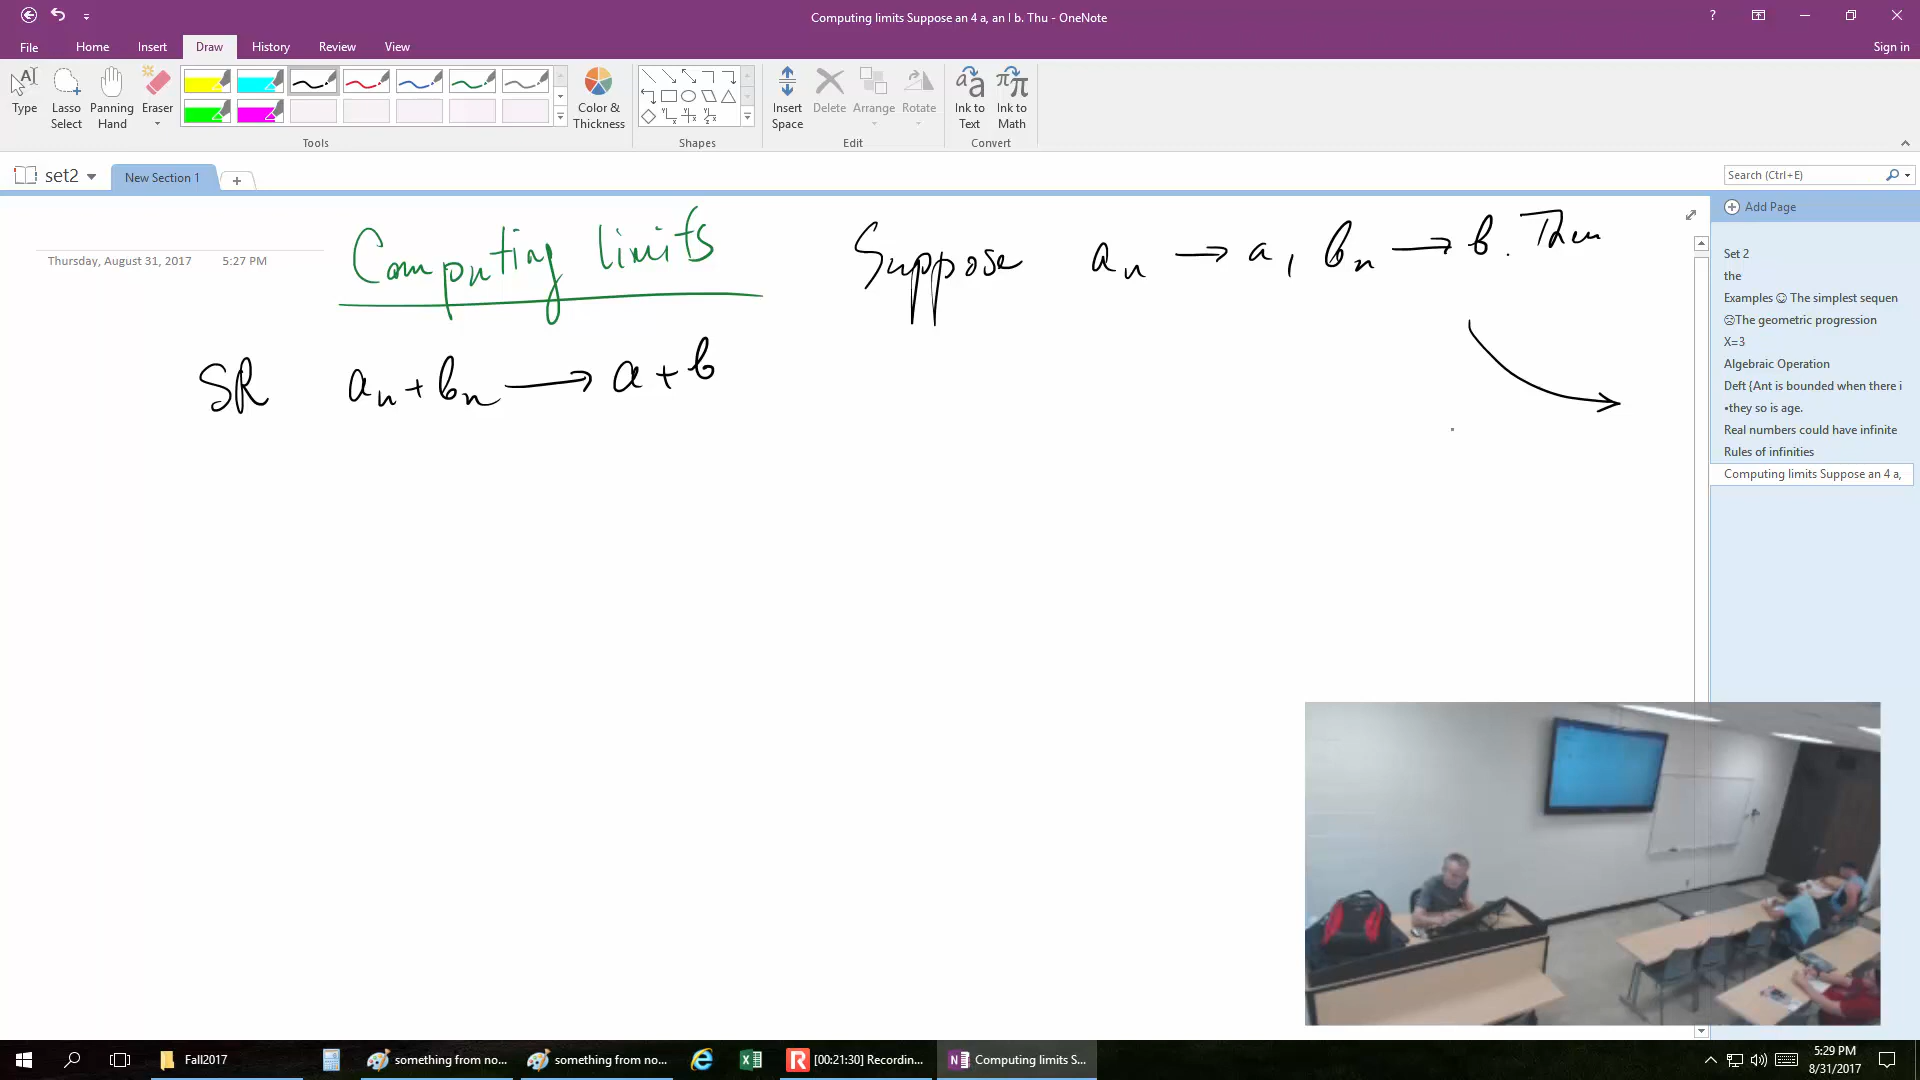 Computing limits Suppose an 4 a, an l b. Thu - OneNote
? Sign in
File Home Insert Draw History Review View
Type Lasso Select Panning Hand Eraser Color & Thickness Insert Space Delete Arrange Rotate Ink to Text Ink to Math
Tools Shapes Edit Convert
set2 New Section 1 + Search (Ctrl+E)
Add Page
Thursday, August 31, 2017 5:27 PM
Computing limits Suppose aₙ → a, bₙ → b. Then
SR aₙ + bₙ → a + b
Set 2
the
Examples ☺ The simplest sequen
☹The geometric progression
X=3
Algebraic Operation
Deft {Ant is bounded when there i
•they so is age.
Real numbers could have infinite
Rules of infinities
Computing limits Suppose an 4 a,
Fall2017 something from no... something from no... [00:21:30] Recordin... Computing limits S...
5:29 PM
8/31/2017